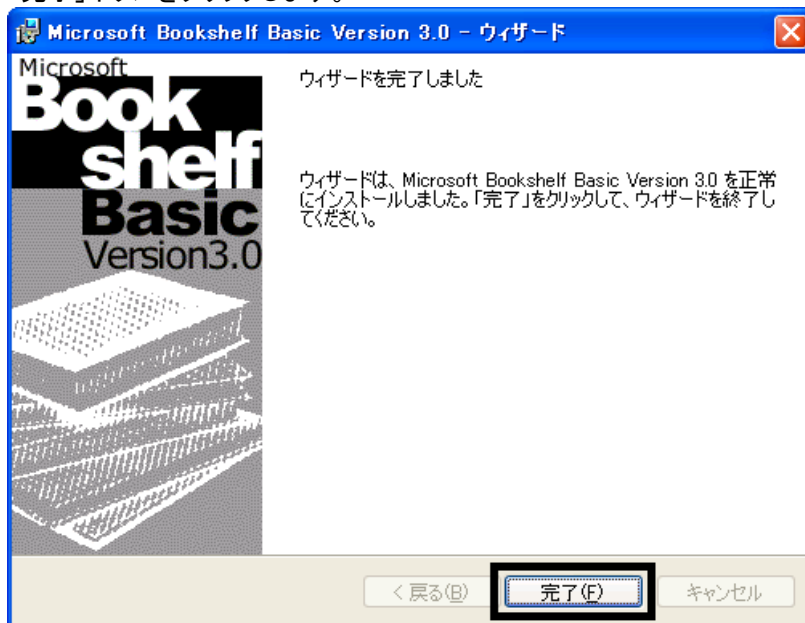 Microsoft Bookshelf Basic Version 3.0 - ウィザード
Microsoft
Book
shelf
Basic
Version3.0
ウィザードを完了しました
ウィザードは、Microsoft Bookshelf Basic Version 3.0 を正常
にインストールしました。「完了」をクリックして、ウィザードを終了し
てください。
< 戻る(B)
完了(F)
キャンセル